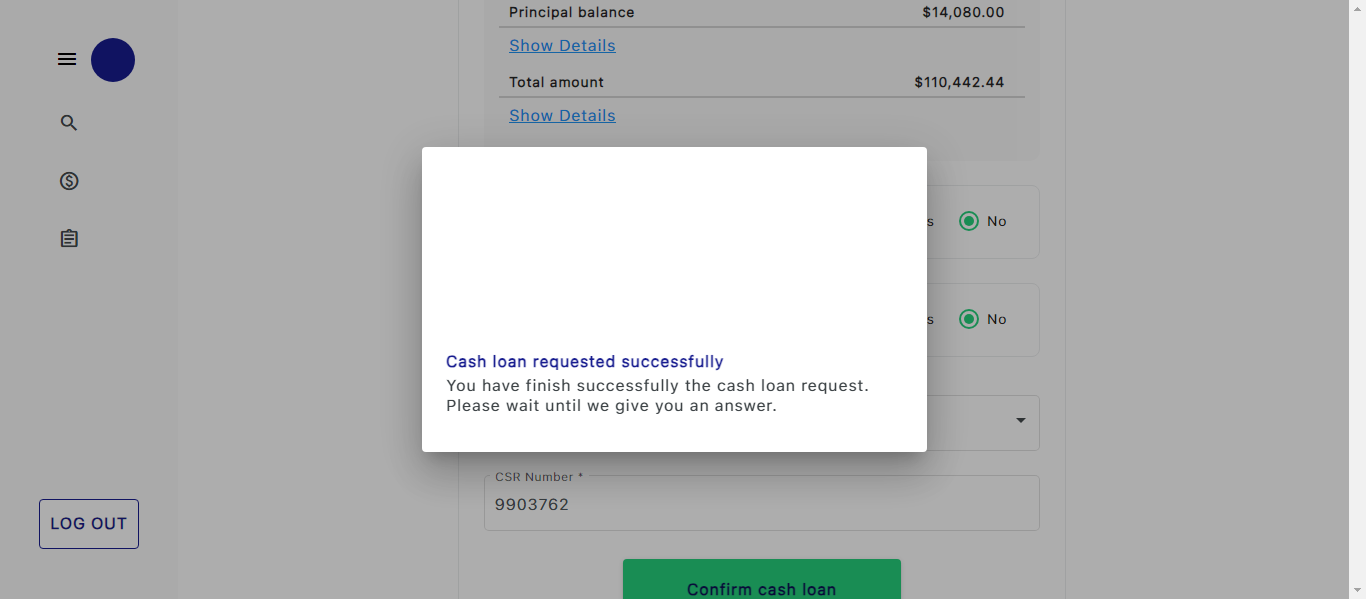 Principal balance $14,080.00
Show Details
Total amount $110,442.44
Show Details
No
No
Cash loan requested successfully
You have finish successfully the cash loan request.
Please wait until we give you an answer.
CSR Number *
9903762
LOG OUT
Confirm cash loan